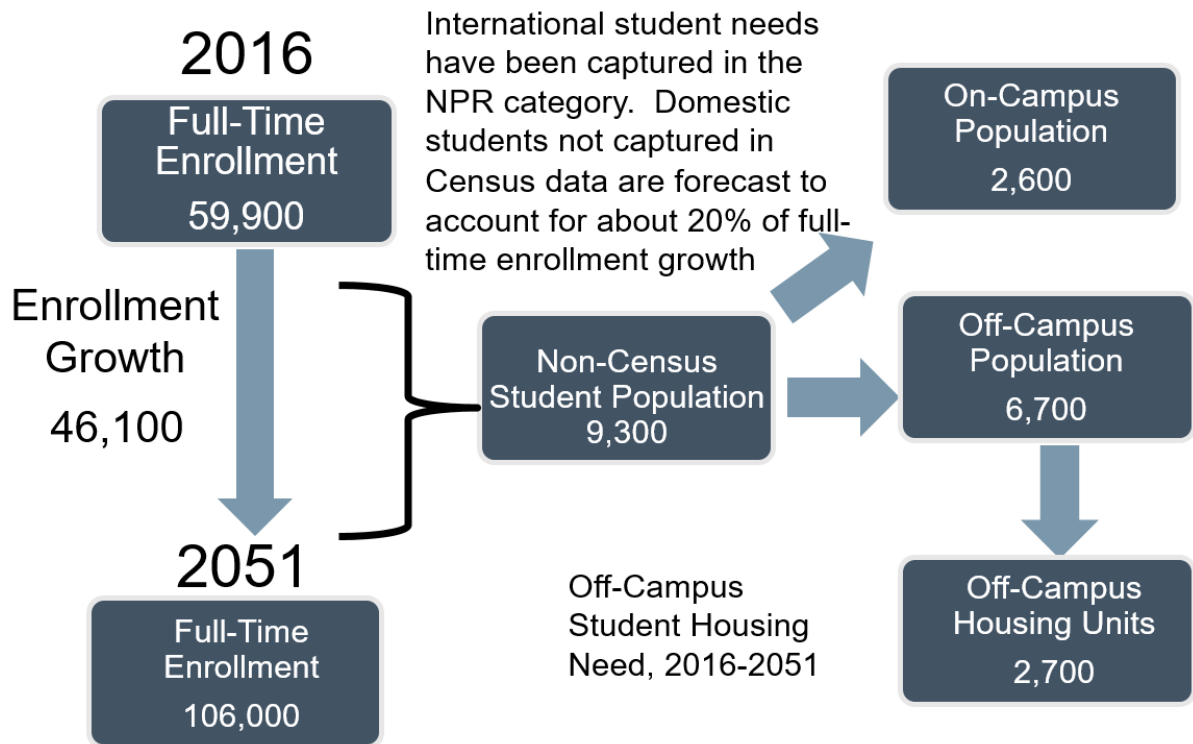 2016
Full-Time
Enrollment
59,900
Enrollment
Growth
46,100
2051
Full-Time
Enrollment
106,000
International student needs
have been captured in the
NPR category.  Domestic
students not captured in
Census data are forecast to
account for about 20% of full-
time enrollment growth
Non-Census
Student Population
9,300
On-Campus
Population
2,600
Off-Campus
Population
6,700
Off-Campus
Housing Units
2,700
Off-Campus
Student Housing
Need, 2016-2051